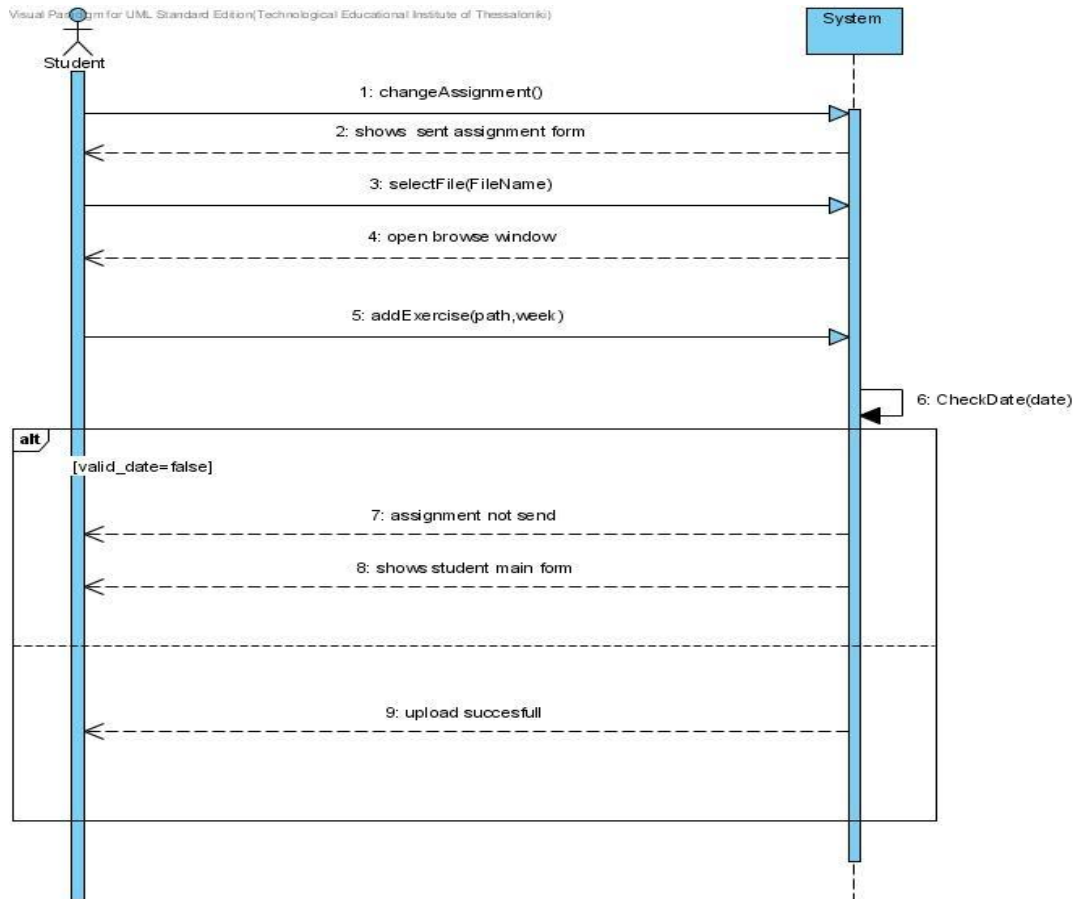 Visual Paradigm for UML Standard Edition(Technological Educational Institute of Thessaloniki)
System
Student
1: changeAssignment()
2: shows sent assignment form
3: selectFile(FileName)
4: open browse window
5: addExercise(path,week)
6: CheckDate(date)
alt
[valid_date=false]
7: assignment not send
8: shows student main form
9: upload succesfull